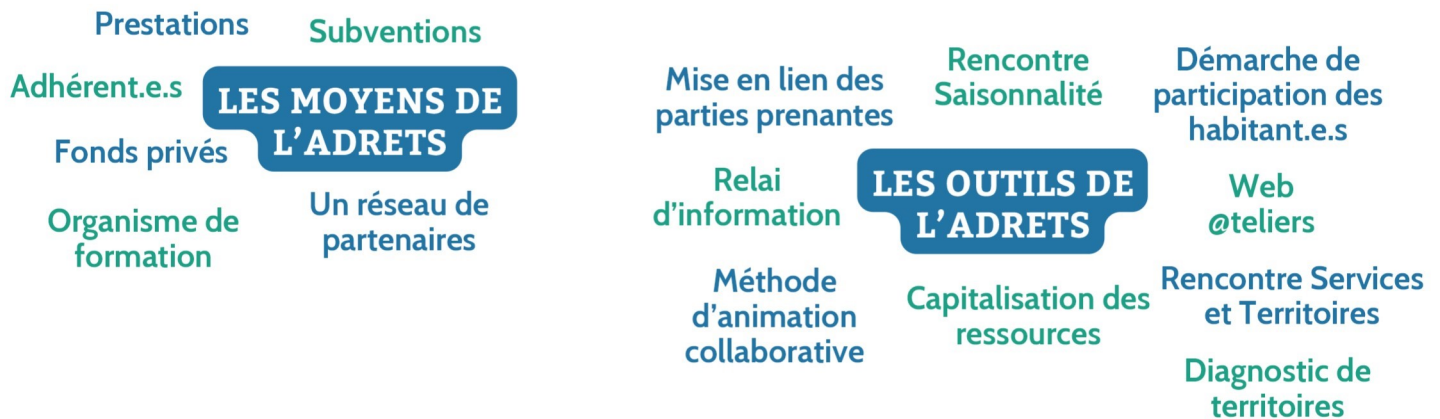 Prestations
Subventions
Adhérent.e.s
LES MOYENS DE
L'ADRETS
Fonds privés
Organisme de
formation
Un réseau de
partenaires
Mise en lien des
parties prenantes
Rencontre
Saisonnalité
Démarche de
participation des
habitant.e.s
Relai
d'information
LES OUTILS DE
L'ADRETS
Web
@teliers
Méthode
d'animation
collaborative
Capitalisation des
ressources
Rencontre Services
et Territoires
Diagnostic de
territoires